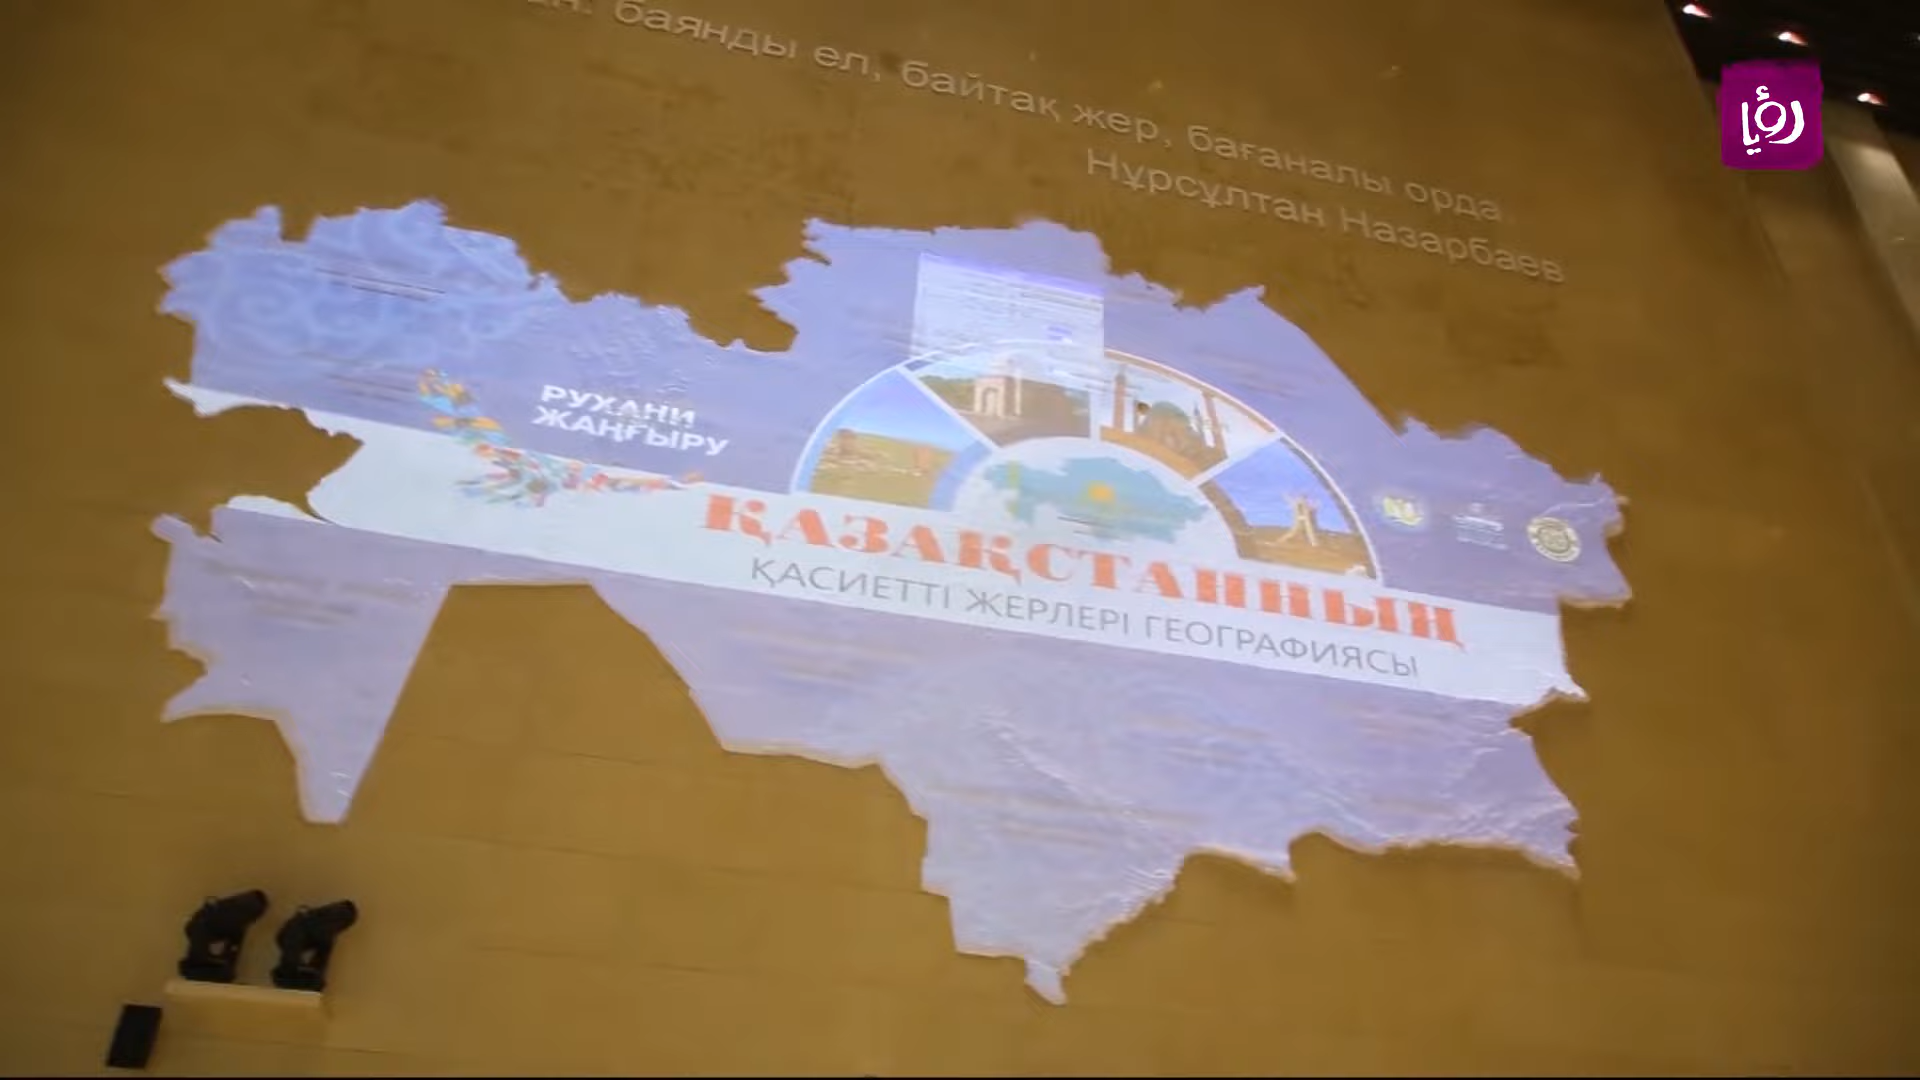 баянды ел, байтақ жер, бағаналы орда
Нұрсұлтан Назарбаев
رؤيا
РУХАНИ
ЖАҢҒЫРУ
ҚАЗАҚСТАННЫҢ
ҚАСИЕТТІ ЖЕРЛЕРІ ГЕОГРАФИЯСЫ